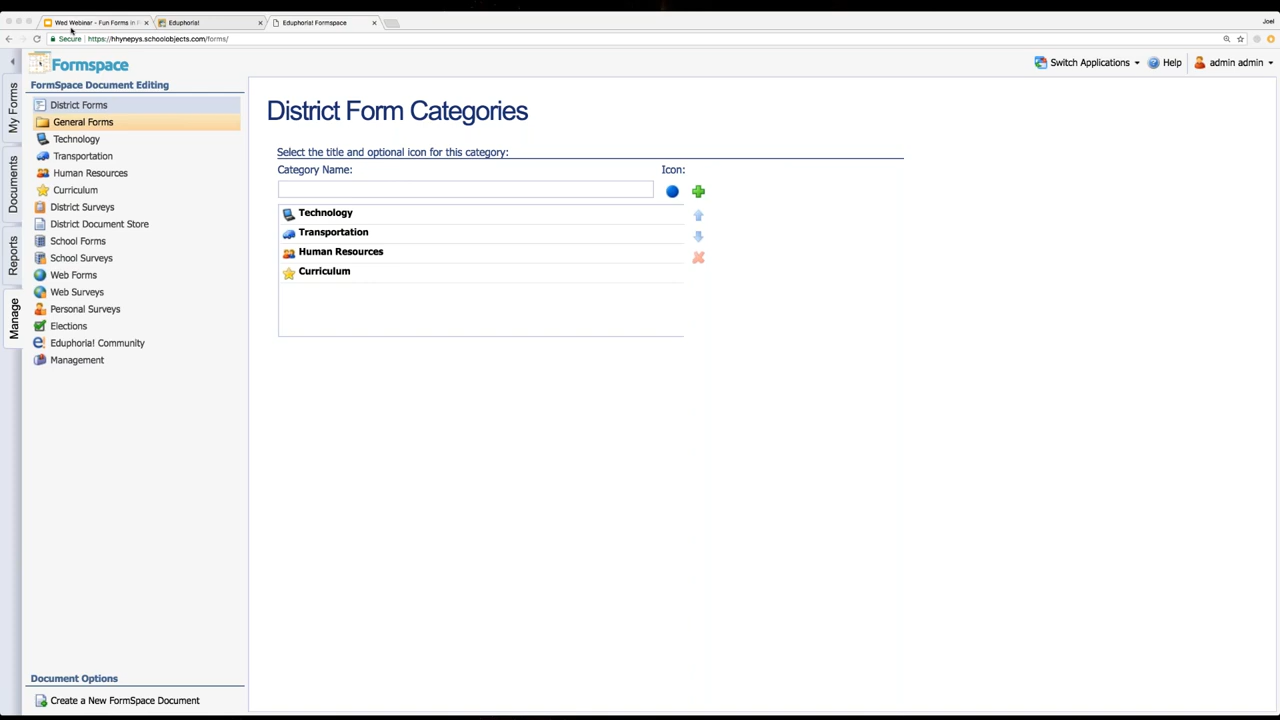 Wed Webinar - Fun Forms in
Eduphoria!
Eduphoria! Formspace
Joel
Secure
https://hhynepys.schoolobjects.com/forms/
Formspace
Switch Applications
Help
admin admin
My Forms
Documents
Reports
Manage
FormSpace Document Editing
District Forms
General Forms
Technology
Transportation
Human Resources
Curriculum
District Surveys
District Document Store
School Forms
School Surveys
Web Forms
Web Surveys
Personal Surveys
Elections
Eduphoria! Community
Management
Document Options
Create a New FormSpace Document
District Form Categories
Select the title and optional icon for this category:
Category Name:
Icon:
Technology
Transportation
Human Resources
Curriculum